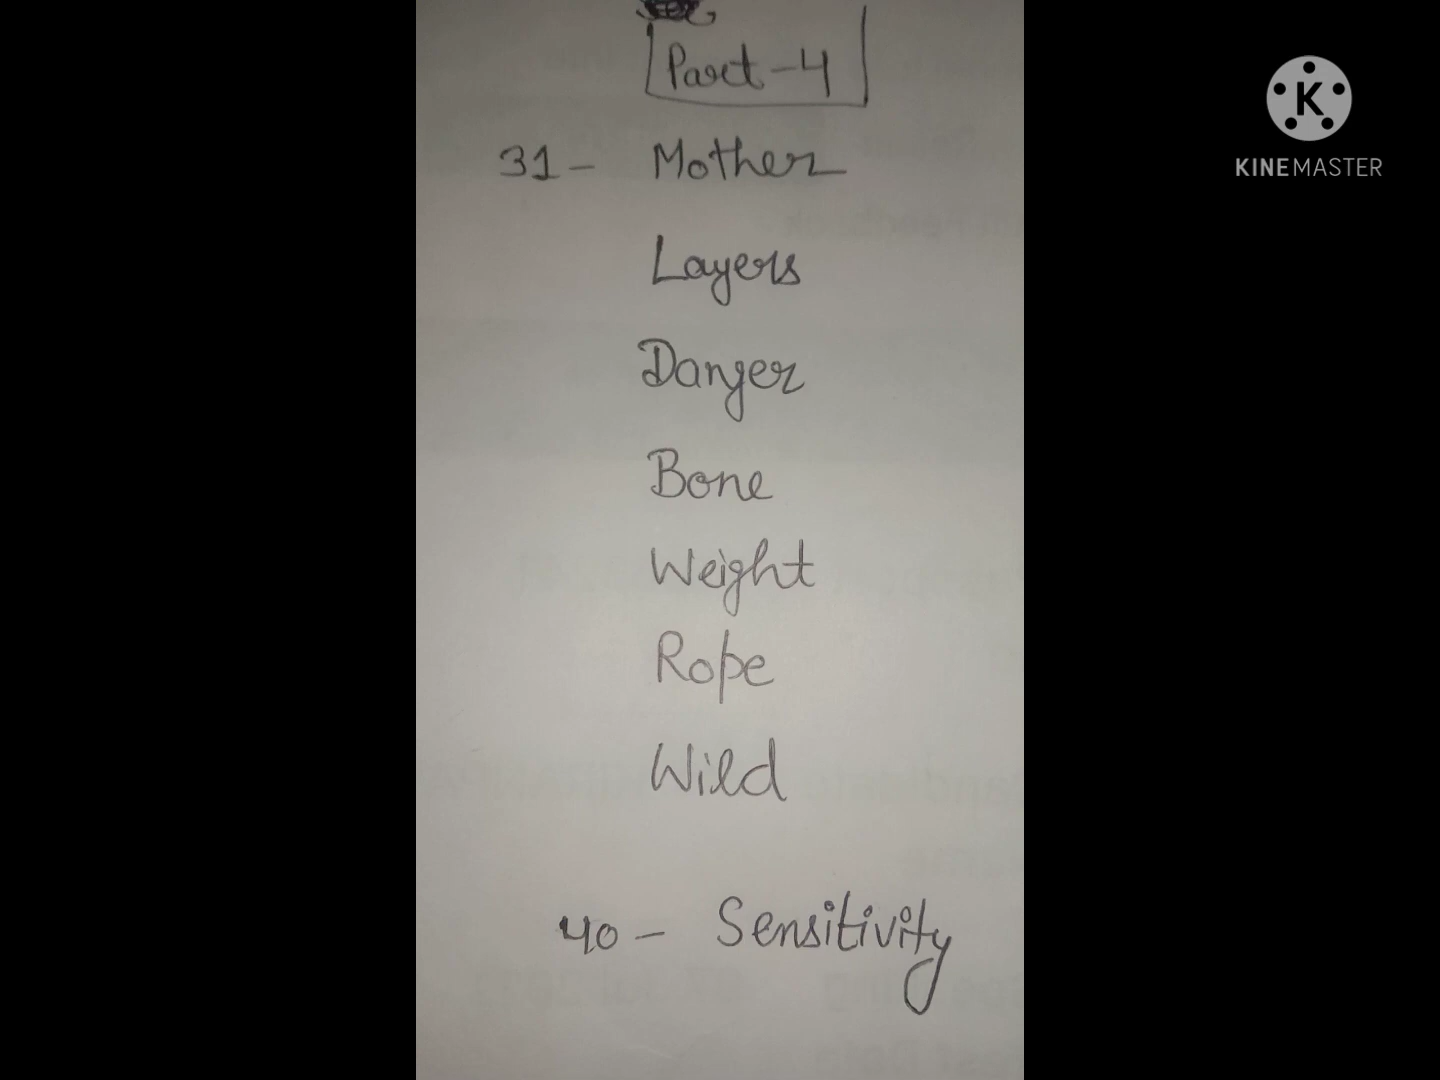 Part-4
31- Mother
Layers
Danger
Bone
Weight
Rope
Wild
40- Sensitivity
K
KINEMASTER